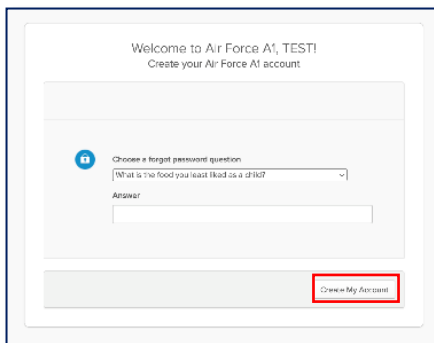 Welcome to Air Force A1, TEST!
Create your Air Force A1 account
Choose a forgot password question
What is the food you least liked as a child?
Answer
Create My Account